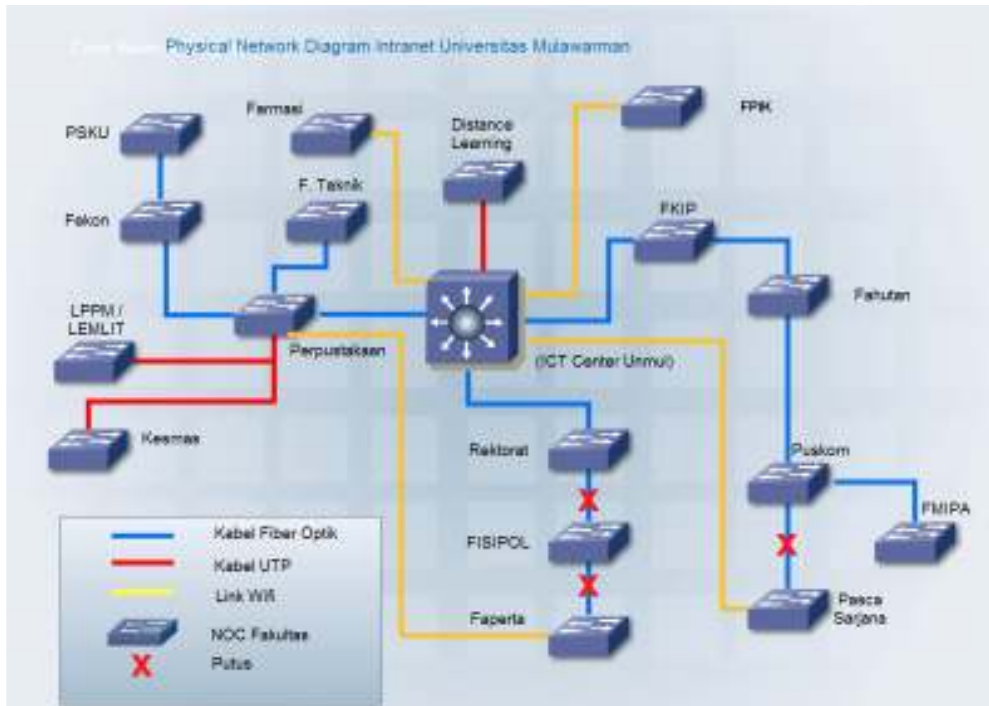 Physical Network Diagram Intranet Universitas Mulawarman
Farmasi
FPIK
PSKU
Distance
Learning
F. Teknik
Fekon
FKIP
Fahutan
LPPM /
LEMLIT
Perpustakaan
(ICT Center Unmul)
Kesmas
Rektorat
Puskom
FMIPA
FISIPOL
Faperta
Pasca
Sarjana
Kabel Fiber Optik
Kabel UTP
Link Wifi
NOC Fakultas
Putus